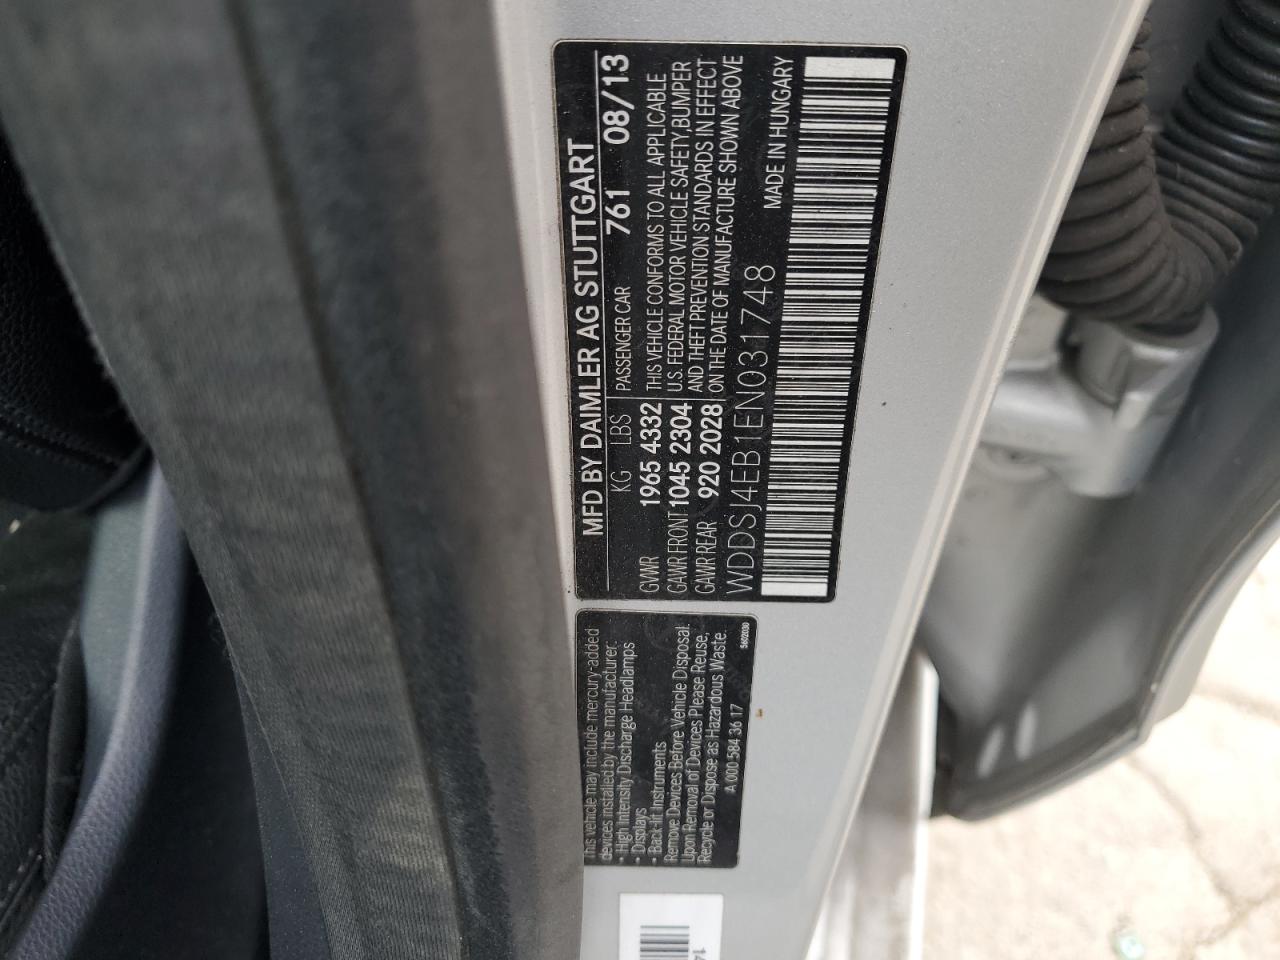 MFD BY DAIMLER AG STUTTGART
KG LBS PASSENGER CAR 761 08/13
GVWR 1965 4332 THIS VEHICLE CONFORMS TO ALL APPLICABLE
GAWR FRONT 1045 2304 U.S. FEDERAL MOTOR VEHICLE SAFETY,BUMPER
GAWR REAR 920 2028 AND THEFT PREVENTION STANDARDS IN EFFECT
ON THE DATE OF MANUFACTURE SHOWN ABOVE
WDDSJ4EB1EN031748 MADE IN HUNGARY
This vehicle may include mercury-added
devices installed by the manufacturer:
• High Intensity Discharge Headlamps
• Displays
• Back-lit Instruments
Remove Devices Before Vehicle Disposal.
Upon Removal of Devices Please Reuse,
Recycle or Dispose as Hazardous Waste.
A 000 584 36 17 5602030